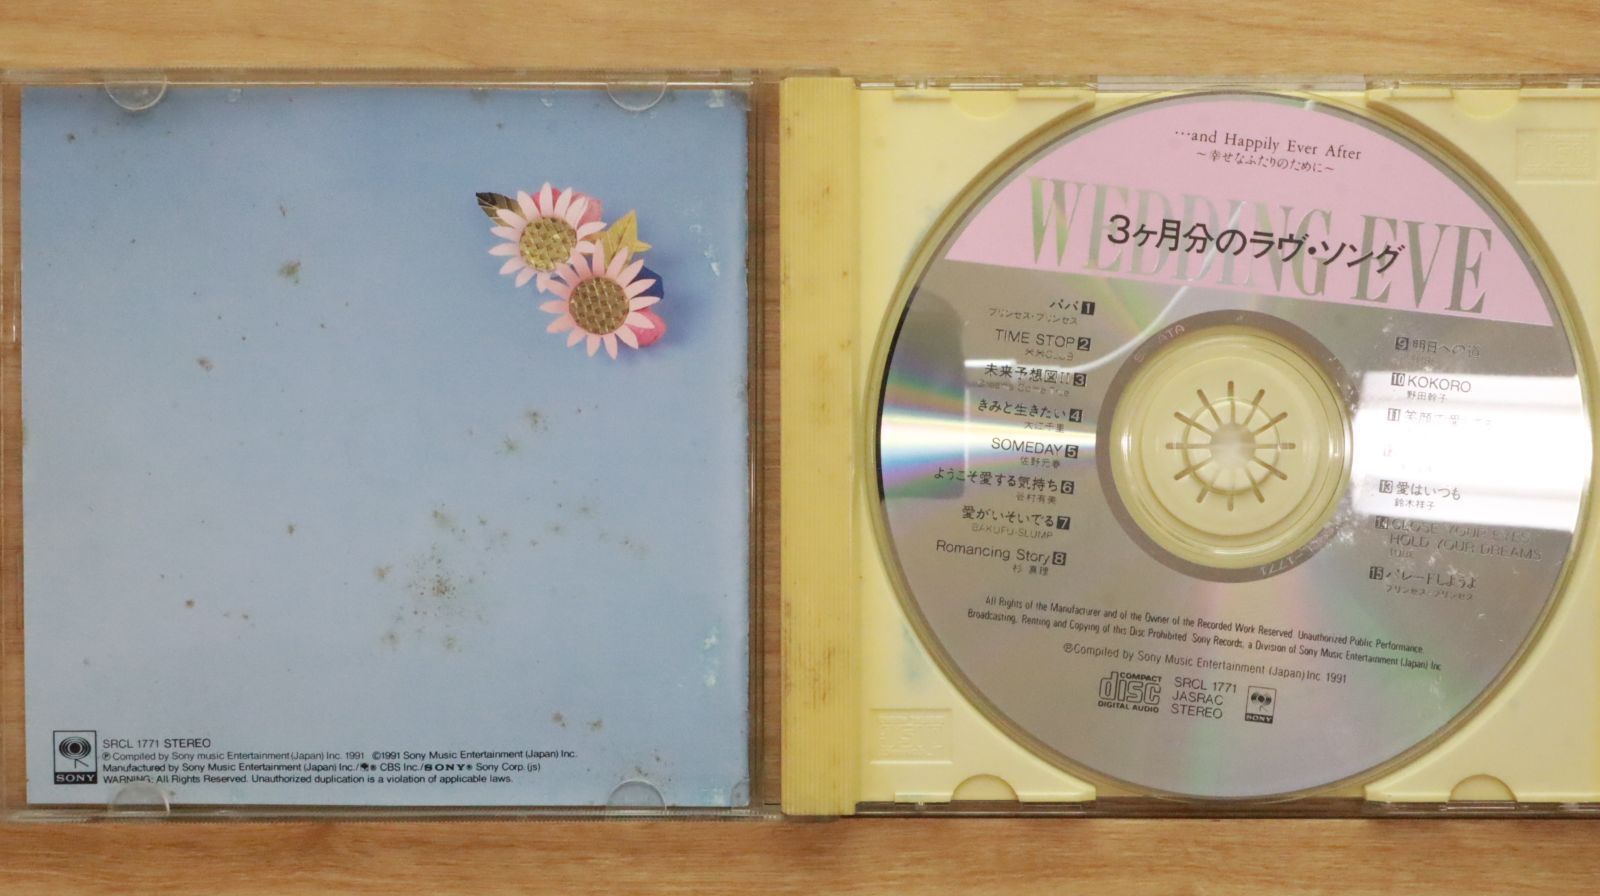 SONY
SRCL 1771 STEREO
℗Compiled by Sony music Entertainment(Japan) Inc. 1991 ©1991 Sony Music Entertainment (Japan) Inc.
Manufactured by Sony Music Entertainment (Japan) Inc./ ® CBS Inc./SONY® Sony Corp. (js)
WARNING: All Rights Reserved. Unauthorized duplication is a violation of applicable laws.
…and Happily Ever After
～幸せなふたりのために～
WEDDING EVE
3ヶ月分のラヴ・ソング
パパ 1
プリンセス・プリンセス
TIME STOP 2
未来予想図II 3
きみと生きたい 4
大江千里
SOMEDAY 5
佐野元春
ようこそ愛する気持ち 6
谷村有美
愛がいそいでる 7
BAKUFU-SLUMP
Romancing Story 8
杉 真理
9 明日への道
10 KOKORO
野田幹子
11
13 愛はいつも
鈴木祥子
14 CLOSE YOUR EYES
HOLD YOUR DREAMS
TUBE
15 パレードしようよ
プリンセス・プリンセス
All Rights of the Manufacturer and of the Owner of the Recorded Work Reserved. Unauthorized Public Performance.
Broadcasting, Renting and Copying of this Disc Prohibited. Sony Records, a Division of Sony Music Entertainment (Japan) Inc
℗Compiled by Sony Music Entertainment (Japan) Inc. 1991
COMPACT
disc
DIGITAL AUDIO
SRCL 1771
JASRAC
STEREO
SONY